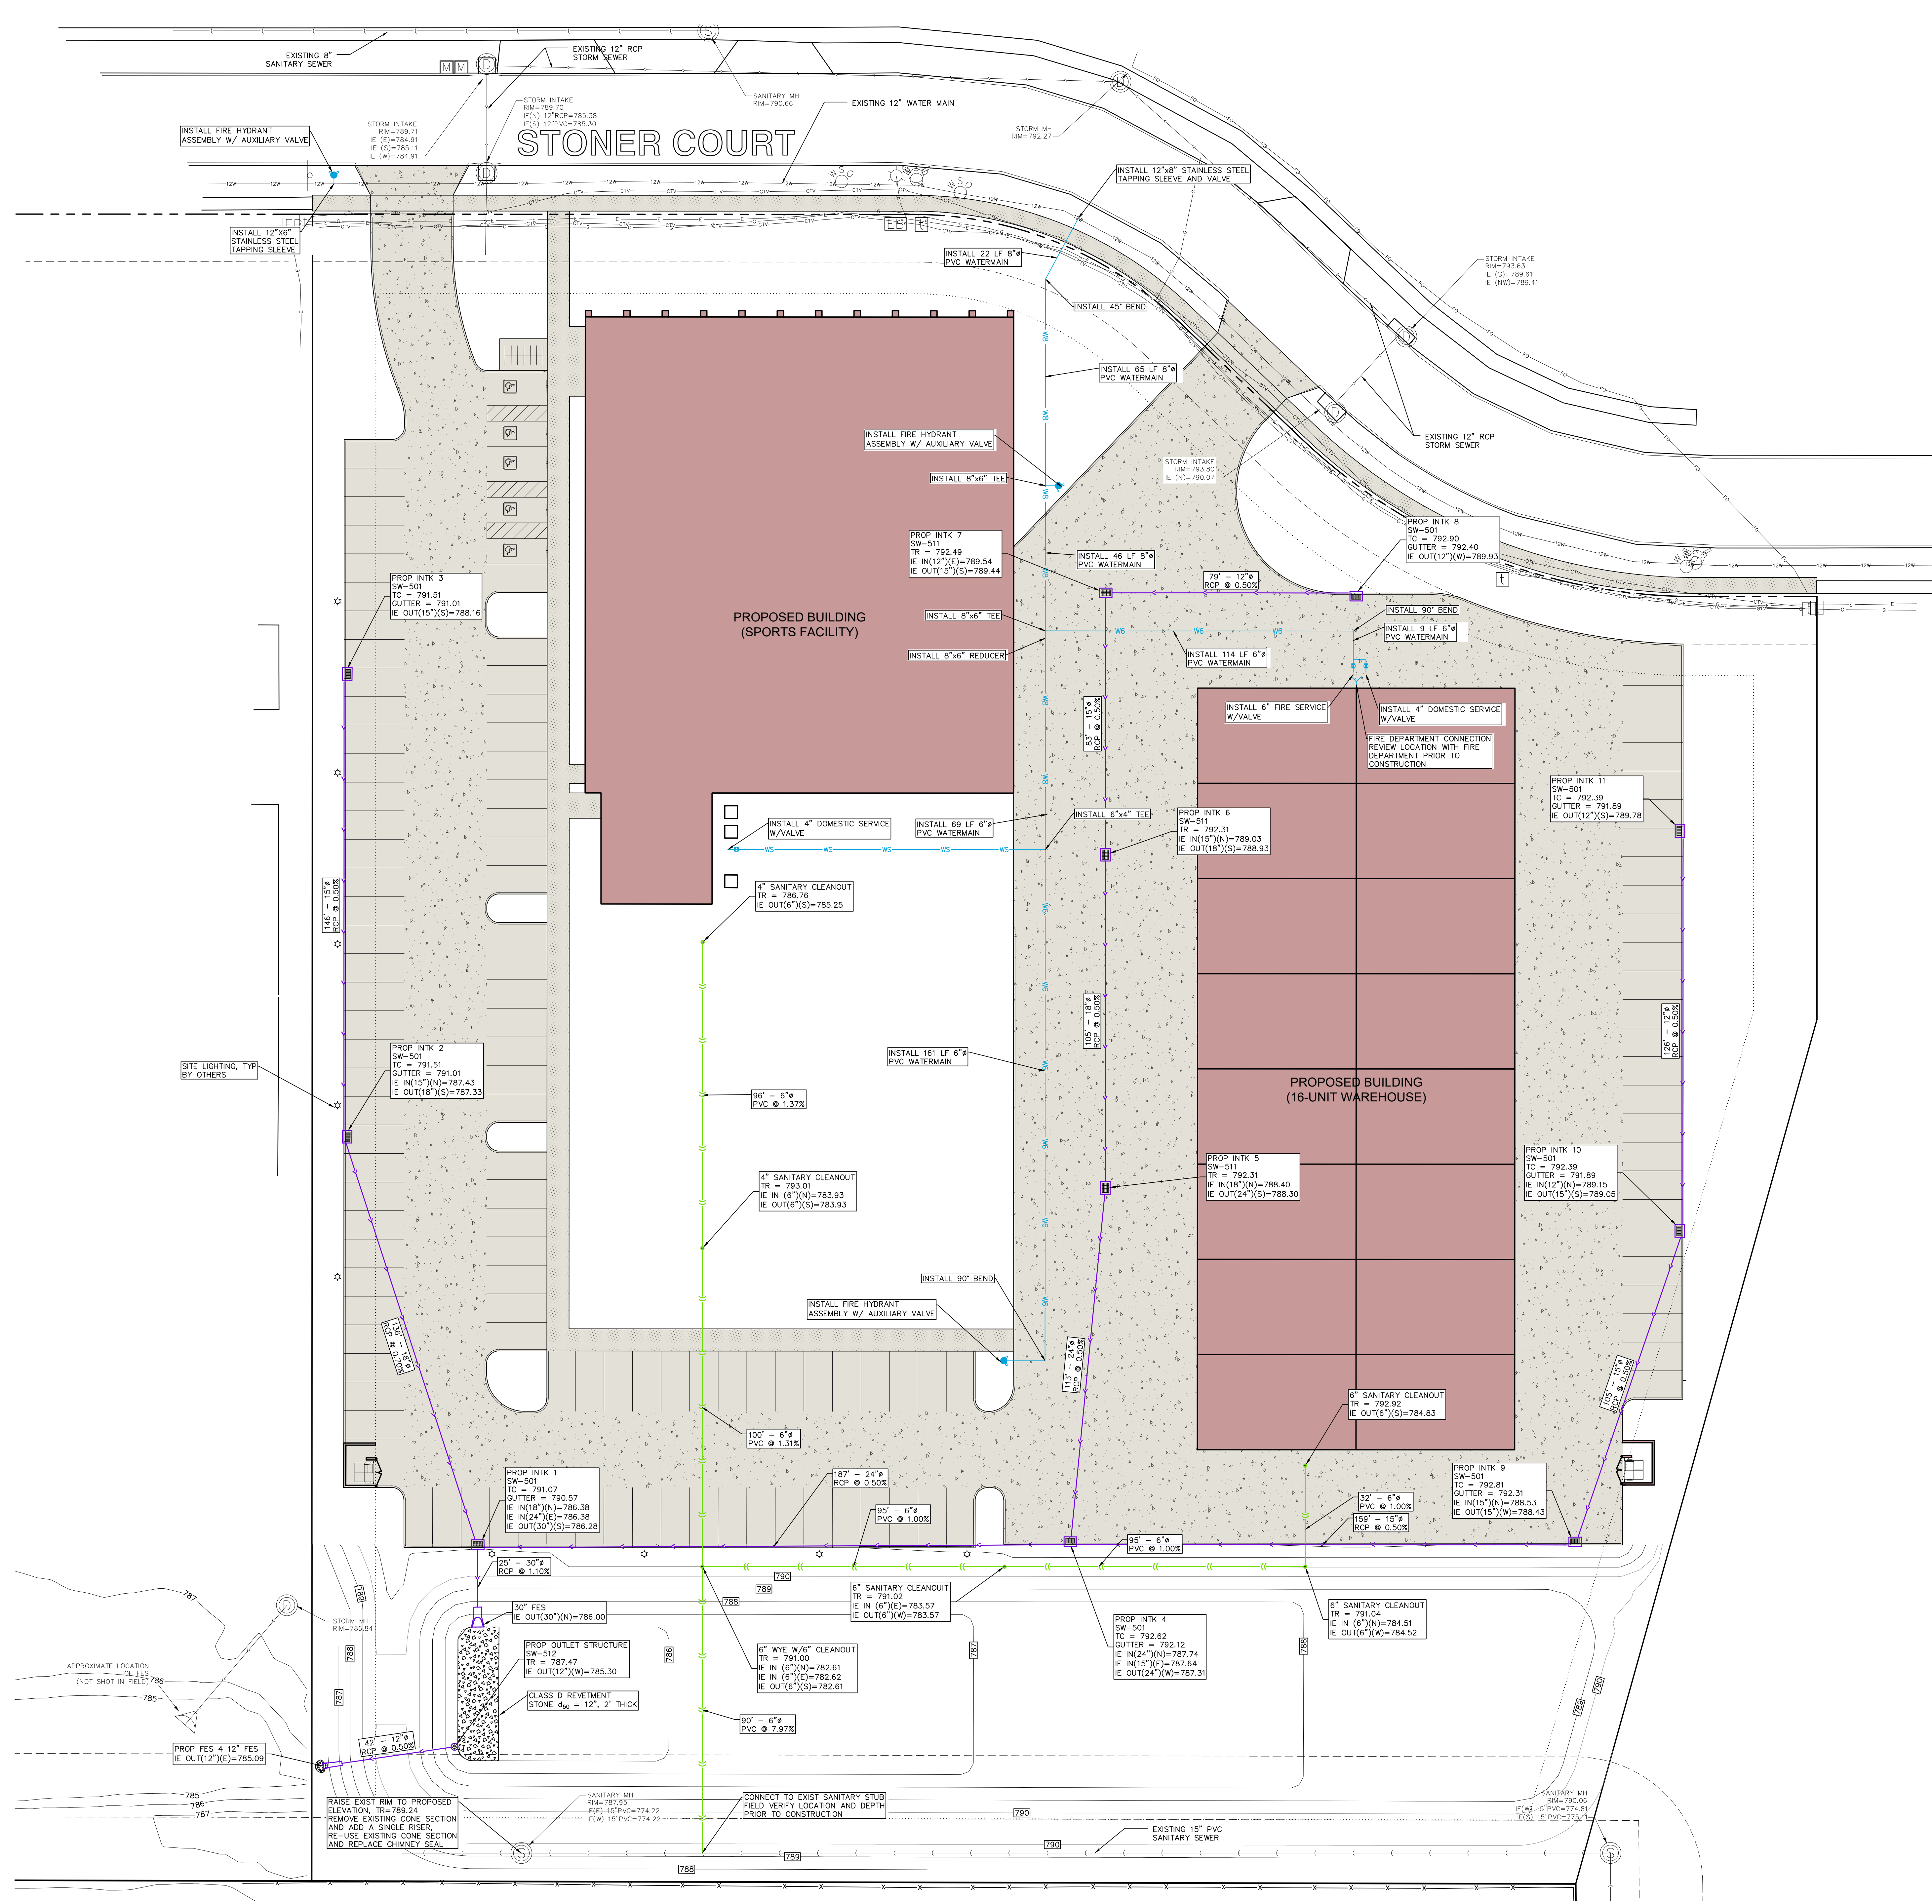 EXISTING 8"
SANITARY SEWER
EXISTING 12" RCP
STORM SEWER
SANITARY MH
RIM=790.66
EXISTING 12" WATER MAIN
STORM INTAKE
RIM=789.70
IE(N) 12"RCP=785.38
IE(S) 12"PVC=785.30
STORM INTAKE
RIM=789.71
IE (E)=784.91
IE (S)=785.11
IE (W)=784.91
STONER COURT
STORM MH
RIM=792.27
INSTALL FIRE HYDRANT
ASSEMBLY W/ AUXILIARY VALVE
INSTALL 12"X6"
STAINLESS STEEL
TAPPING SLEEVE
INSTALL 12"x8" STAINLESS STEEL
TAPPING SLEEVE AND VALVE
INSTALL 22 LF 8"ø
PVC WATERMAIN
INSTALL 45° BEND
STORM INTAKE
RIM=793.63
IE (S)=789.61
IE (NW)=789.41
INSTALL 65 LF 8"ø
PVC WATERMAIN
EXISTING 12" RCP
STORM SEWER
INSTALL FIRE HYDRANT
ASSEMBLY W/ AUXILIARY VALVE
INSTALL 8"x6" TEE
STORM INTAKE
RIM=793.80
IE (N)=790.07
PROP INTK 7
SW-511
TR = 792.49
IE IN(12")(E)=789.54
IE OUT(15")(S)=789.44
INSTALL 46 LF 8"ø
PVC WATERMAIN
79' - 12"ø
RCP @ 0.50%
PROP INTK 8
SW-501
TC = 792.90
GUTTER = 792.40
IE OUT(12")(W)=789.93
PROP INTK 3
SW-501
TC = 791.51
GUTTER = 791.01
IE OUT(15")(S)=788.16
PROPOSED BUILDING
(SPORTS FACILITY)
INSTALL 8"x6" TEE
INSTALL 8"x6" REDUCER
INSTALL 90° BEND
INSTALL 9 LF 6"ø
PVC WATERMAIN
INSTALL 114 LF 6"ø
PVC WATERMAIN
83' - 15"ø
RCP @ 0.50%
INSTALL 6" FIRE SERVICE
W/VALVE
INSTALL 4" DOMESTIC SERVICE
W/VALVE
FIRE DEPARTMENT CONNECTION
REVIEW LOCATION WITH FIRE
DEPARTMENT PRIOR TO
CONSTRUCTION
PROP INTK 11
SW-501
TC = 792.39
GUTTER = 791.89
IE OUT(12")(S)=789.78
INSTALL 4" DOMESTIC SERVICE
W/VALVE
INSTALL 69 LF 6"ø
PVC WATERMAIN
INSTALL 6"x4" TEE
PROP INTK 6
SW-511
TR = 792.31
IE IN(15")(N)=789.03
IE OUT(18")(S)=788.93
146' - 15"ø
RCP @ 0.50%
4" SANITARY CLEANOUT
TR = 786.76
IE OUT(6")(S)=785.25
105' - 18"ø
RCP @ 0.50%
126' - 12"ø
RCP @ 0.50%
SITE LIGHTING, TYP
BY OTHERS
PROP INTK 2
SW-501
TC = 791.51
GUTTER = 791.01
IE IN(15")(N)=787.43
IE OUT(18")(S)=787.33
INSTALL 161 LF 6"ø
PVC WATERMAIN
96' - 6"ø
PVC @ 1.37%
PROPOSED BUILDING
(16-UNIT WAREHOUSE)
4" SANITARY CLEANOUT
TR = 793.01
IE IN (6")(N)=783.93
IE OUT(6")(S)=783.93
PROP INTK 5
SW-511
TR = 792.31
IE IN(18")(N)=788.40
IE OUT(24")(S)=788.30
PROP INTK 10
SW-501
TC = 792.39
GUTTER = 791.89
IE IN(12")(N)=789.15
IE OUT(15")(S)=789.05
INSTALL 90° BEND
INSTALL FIRE HYDRANT
ASSEMBLY W/ AUXILIARY VALVE
136' - 18"ø
RCP @ 0.70%
113' - 24"ø
RCP @ 0.50%
105' - 15"ø
RCP @ 0.50%
6" SANITARY CLEANOUT
TR = 792.92
IE OUT(6")(S)=784.83
100' - 6"ø
PVC @ 1.31%
PROP INTK 1
SW-501
TC = 791.07
GUTTER = 790.57
IE IN(18")(N)=786.38
IE IN(24")(E)=786.38
IE OUT(30")(S)=786.28
187' - 24"ø
RCP @ 0.50%
95' - 6"ø
PVC @ 1.00%
95' - 6"ø
PVC @ 1.00%
32' - 6"ø
PVC @ 1.00%
159' - 15"ø
RCP @ 0.50%
PROP INTK 9
SW-501
TC = 792.81
GUTTER = 792.31
IE IN(15")(N)=788.53
IE OUT(15")(W)=788.43
25' - 30"ø
RCP @ 1.10%
790
789
788
787
786
789
788
787
788
789
790
787
786
785
STORM MH
RIM=786.84
30" FES
IE OUT(30")(N)=786.00
6" SANITARY CLEANOUT
TR = 791.02
IE IN (6")(E)=783.57
IE OUT(6")(W)=783.57
6" SANITARY CLEANOUT
TR = 791.04
IE IN (6")(N)=784.51
IE OUT(6")(W)=784.52
PROP INTK 4
SW-501
TC = 792.62
GUTTER = 792.12
IE IN(24")(N)=787.74
IE IN(15")(E)=787.64
IE OUT(24")(W)=787.31
PROP OUTLET STRUCTURE
SW-512
TR = 787.47
IE OUT(12")(W)=785.30
6" WYE W/6" CLEANOUT
TR = 791.00
IE IN (6")(N)=782.61
IE IN (6")(E)=782.62
IE OUT(6")(S)=782.61
APPROXIMATE LOCATION
OF FES
(NOT SHOT IN FIELD)
CLASS D REVETMENT
STONE d50 = 12", 2' THICK
90' - 6"ø
PVC @ 7.97%
42' - 12"ø
RCP @ 0.50%
PROP FES 4 12" FES
IE OUT(12")(E)=785.09
785
786
787
RAISE EXIST RIM TO PROPOSED
ELEVATION, TR=789.24
REMOVE EXISTING CONE SECTION
AND ADD A SINGLE RISER,
RE-USE EXISTING CONE SECTION
AND REPLACE CHIMNEY SEAL
SANITARY MH
RIM=787.95
IE(E) 15"PVC=774.22
IE(W) 15"PVC=774.22
CONNECT TO EXIST SANITARY STUB
FIELD VERIFY LOCATION AND DEPTH
PRIOR TO CONSTRUCTION
790
EXISTING 15" PVC
SANITARY SEWER
SANITARY MH
RIM=790.06
IE(W) 15"PVC=774.81
IE(S) 15"PVC=775.11
790
789
788